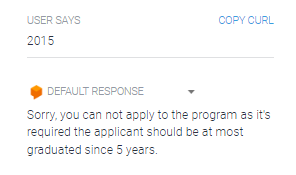 USER SAYS
COPY CURL
2015
DEFAULT RESPONSE
Sorry, you can not apply to the program as it's
required the applicant should be at most
graduated since 5 years.